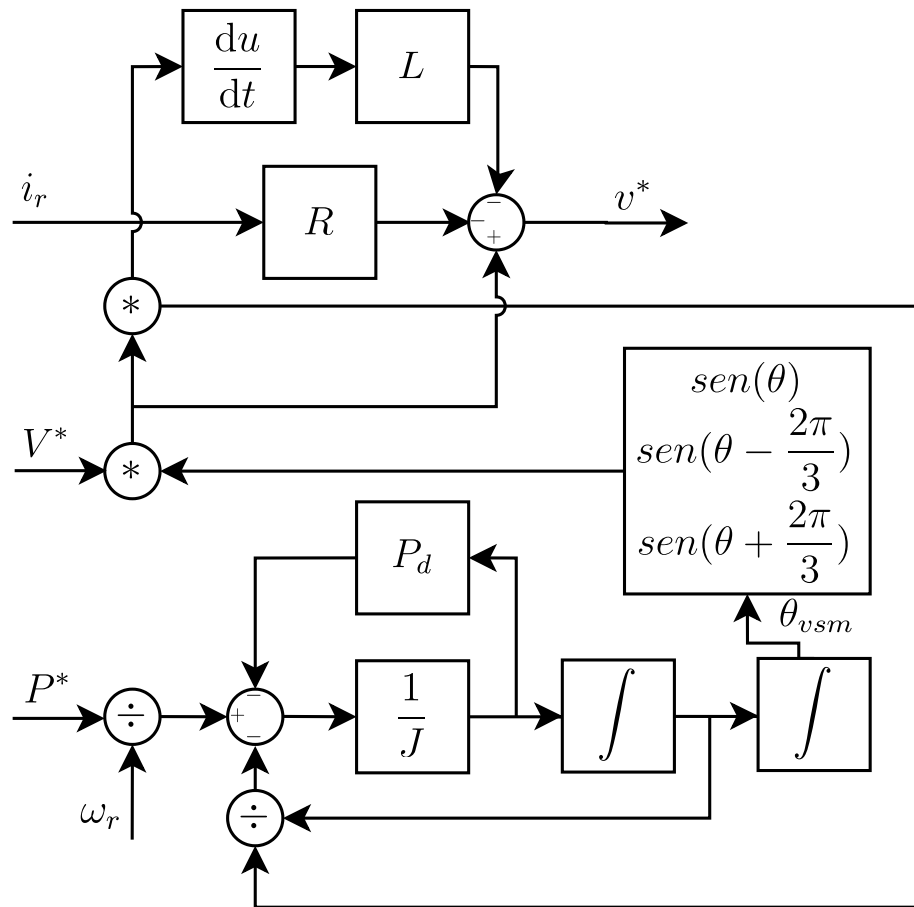 du
dt
L
i_r
R
v*
−
−
+
*
V*
*
sen(θ)
sen(θ − 2π/3)
sen(θ + 2π/3)
P_d
θ_vsm
P*
÷
−
+
−
1
J
∫
∫
ω_r
÷